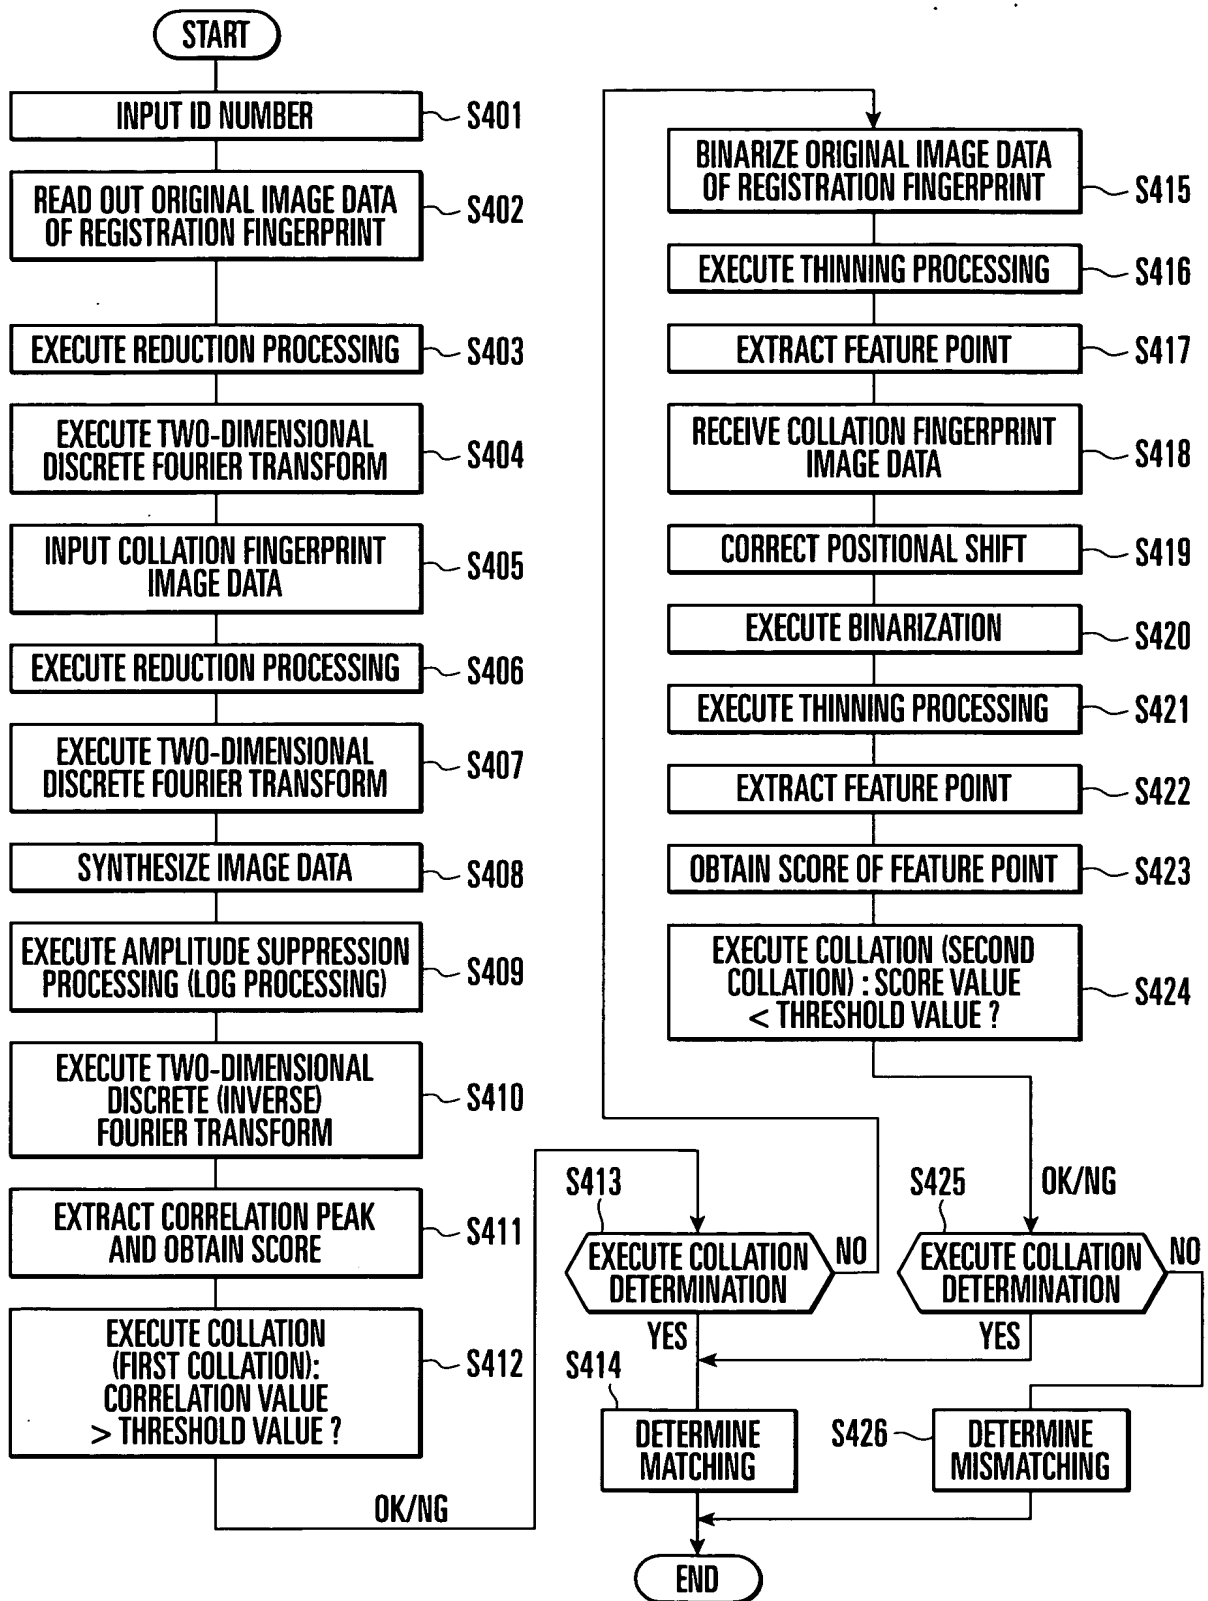 START
INPUT ID NUMBER
S401
READ OUT ORIGINAL IMAGE DATA
OF REGISTRATION FINGERPRINT
S402
EXECUTE REDUCTION PROCESSING
S403
EXECUTE TWO-DIMENSIONAL
DISCRETE FOURIER TRANSFORM
S404
INPUT COLLATION FINGERPRINT
IMAGE DATA
S405
EXECUTE REDUCTION PROCESSING
S406
EXECUTE TWO-DIMENSIONAL
DISCRETE FOURIER TRANSFORM
S407
SYNTHESIZE IMAGE DATA
S408
EXECUTE AMPLITUDE SUPPRESSION
PROCESSING (LOG PROCESSING)
S409
EXECUTE TWO-DIMENSIONAL
DISCRETE (INVERSE)
FOURIER TRANSFORM
S410
EXTRACT CORRELATION PEAK
AND OBTAIN SCORE
S411
EXECUTE COLLATION
(FIRST COLLATION):
CORRELATION VALUE
> THRESHOLD VALUE ?
S412
OK/NG
S413
EXECUTE COLLATION
DETERMINATION
NO
YES
S414
DETERMINE
MATCHING
BINARIZE ORIGINAL IMAGE DATA
OF REGISTRATION FINGERPRINT
S415
EXECUTE THINNING PROCESSING
S416
EXTRACT FEATURE POINT
S417
RECEIVE COLLATION FINGERPRINT
IMAGE DATA
S418
CORRECT POSITIONAL SHIFT
S419
EXECUTE BINARIZATION
S420
EXECUTE THINNING PROCESSING
S421
EXTRACT FEATURE POINT
S422
OBTAIN SCORE OF FEATURE POINT
S423
EXECUTE COLLATION (SECOND
COLLATION) : SCORE VALUE
< THRESHOLD VALUE ?
S424
OK/NG
S425
EXECUTE COLLATION
DETERMINATION
NO
YES
S426
DETERMINE
MISMATCHING
END